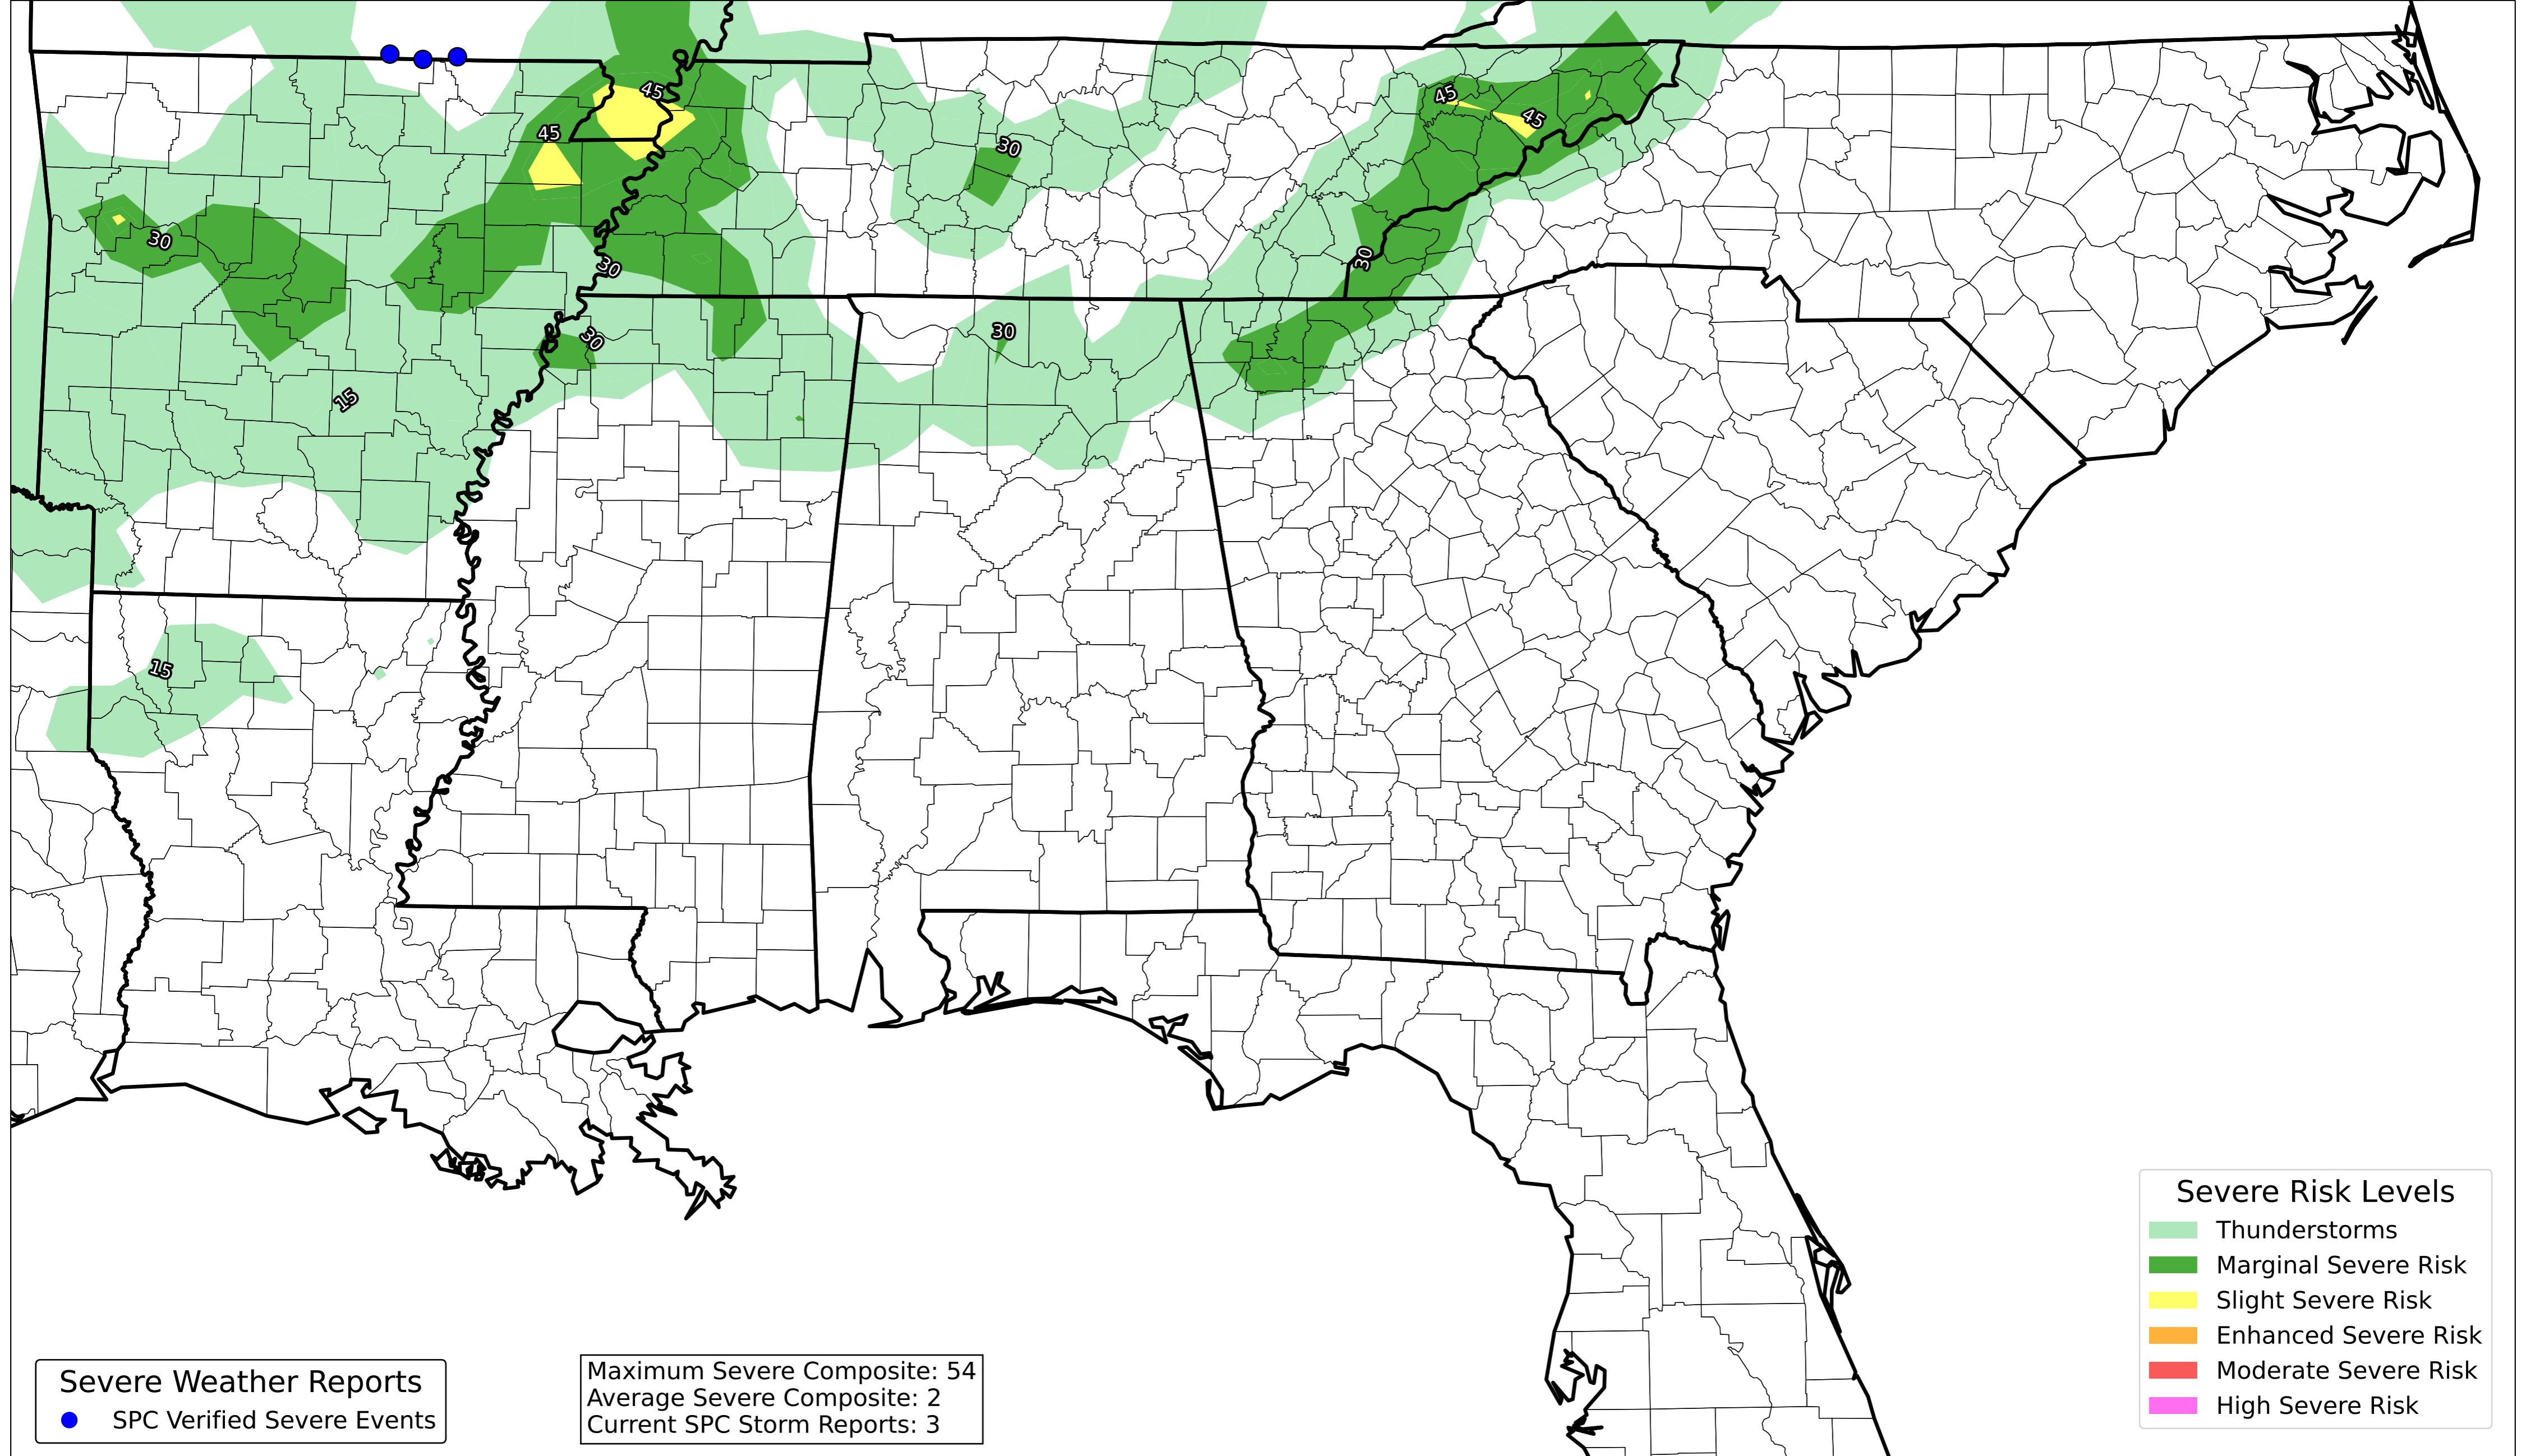 45
45
45
45
30
30
30
30
30
30
15
15
Severe Risk Levels
Thunderstorms
Marginal Severe Risk
Slight Severe Risk
Enhanced Severe Risk
Moderate Severe Risk
High Severe Risk
Severe Weather Reports
SPC Verified Severe Events
Maximum Severe Composite: 54
Average Severe Composite: 2
Current SPC Storm Reports: 3